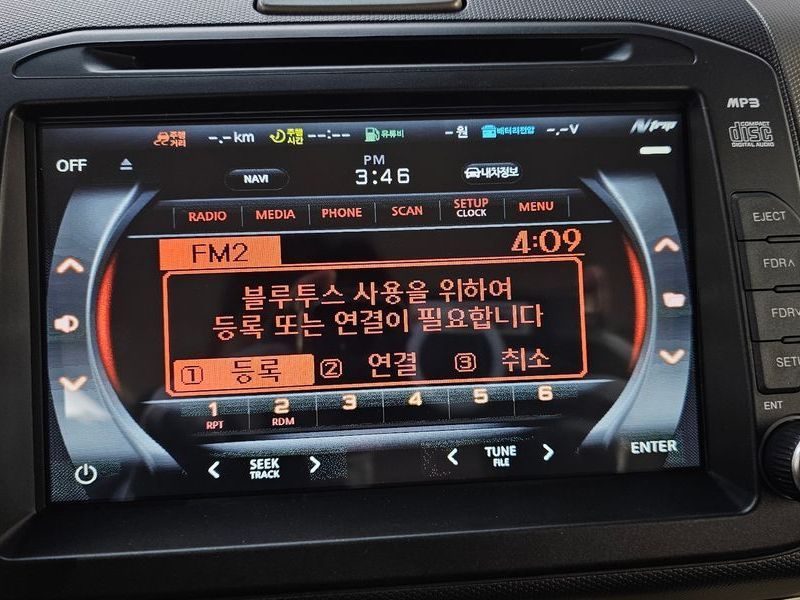 MP3
COMPACT
disc
DIGITAL AUDIO
주행
거리
-.-km
주행
시간
--:--
유류비
-원
배터리전압
-.-V
OFF
PM
3:46
NAVI
내차정보
RADIO
MEDIA
PHONE
SCAN
SETUP
CLOCK
MENU
FM2
4:09
블루투스 사용을 위하여
등록 또는 연결이 필요합니다
① 등록 ② 연결 ③ 취소
1 2 3 4 5 6
RPT RDM
SEEK
TRACK
TUNE
FILE
ENTER
EJECT
FDR∧
FDR∨
ENT